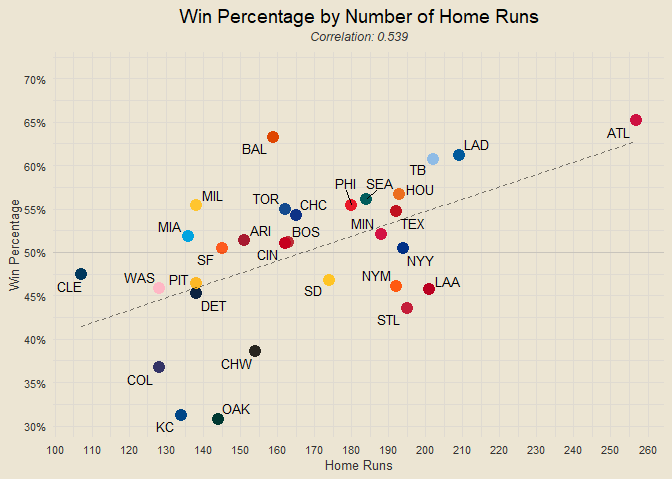 Win Percentage by Number of Home Runs
Correlation: 0.539
Win Percentage
70%
65%
60%
55%
50%
45%
40%
35%
30%
ATL
BAL
LAD
TB
PHI
SEA
HOU
MIL
TOR
CHC
MIA
ARI
BOS
MIN
TEX
SF
CIN
NYY
CLE
WAS
PIT
DET
SD
NYM
LAA
STL
CHW
COL
OAK
KC
100 110 120 130 140 150 160 170 180 190 200 210 220 230 240 250 260
Home Runs